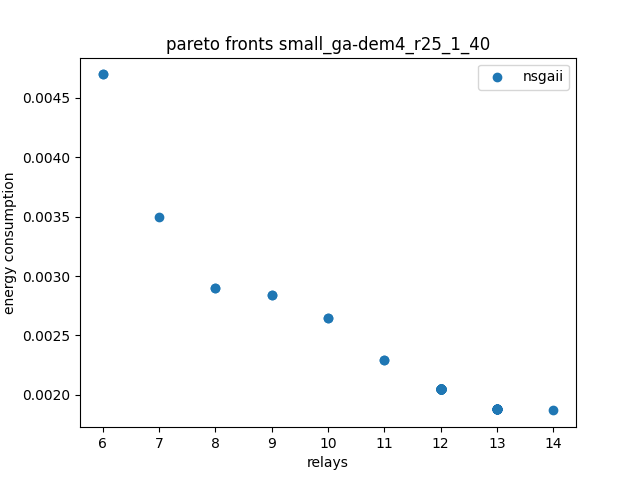 pareto fronts small_ga-dem4_r25_1_40
nsgaii
energy consumption
0.0045
0.0040
0.0035
0.0030
0.0025
0.0020
6 7 8 9 10 11 12 13 14
relays